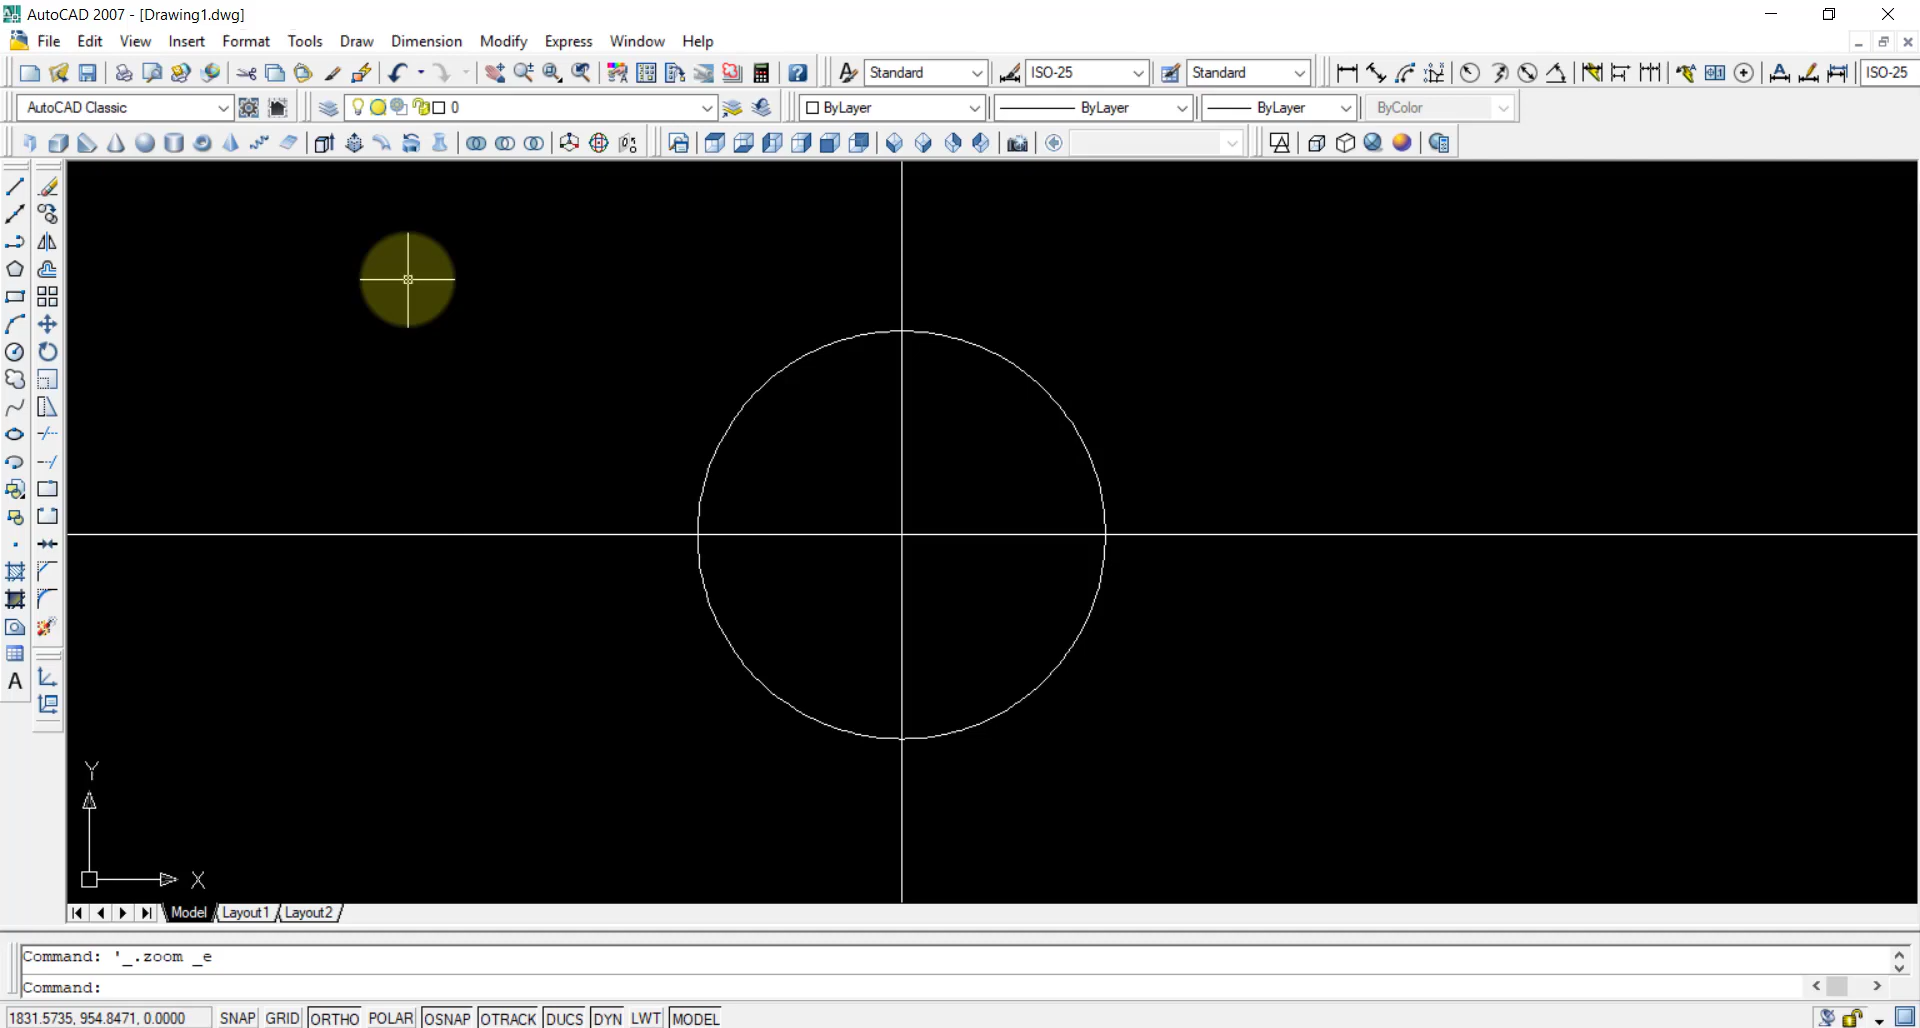 AutoCAD 2007 - [Drawing1.dwg]
File Edit View Insert Format Tools Draw Dimension Modify Express Window Help
Standard ISO-25 Standard ISO-25
AutoCAD Classic 0 ByLayer ByLayer ByLayer ByColor
A
Y
X
Model Layout1 Layout2
Command: '_.zoom _e
Command:
1831.5735, 954.8471, 0.0000 SNAP GRID ORTHO POLAR OSNAP OTRACK DUCS DYN LWT MODEL